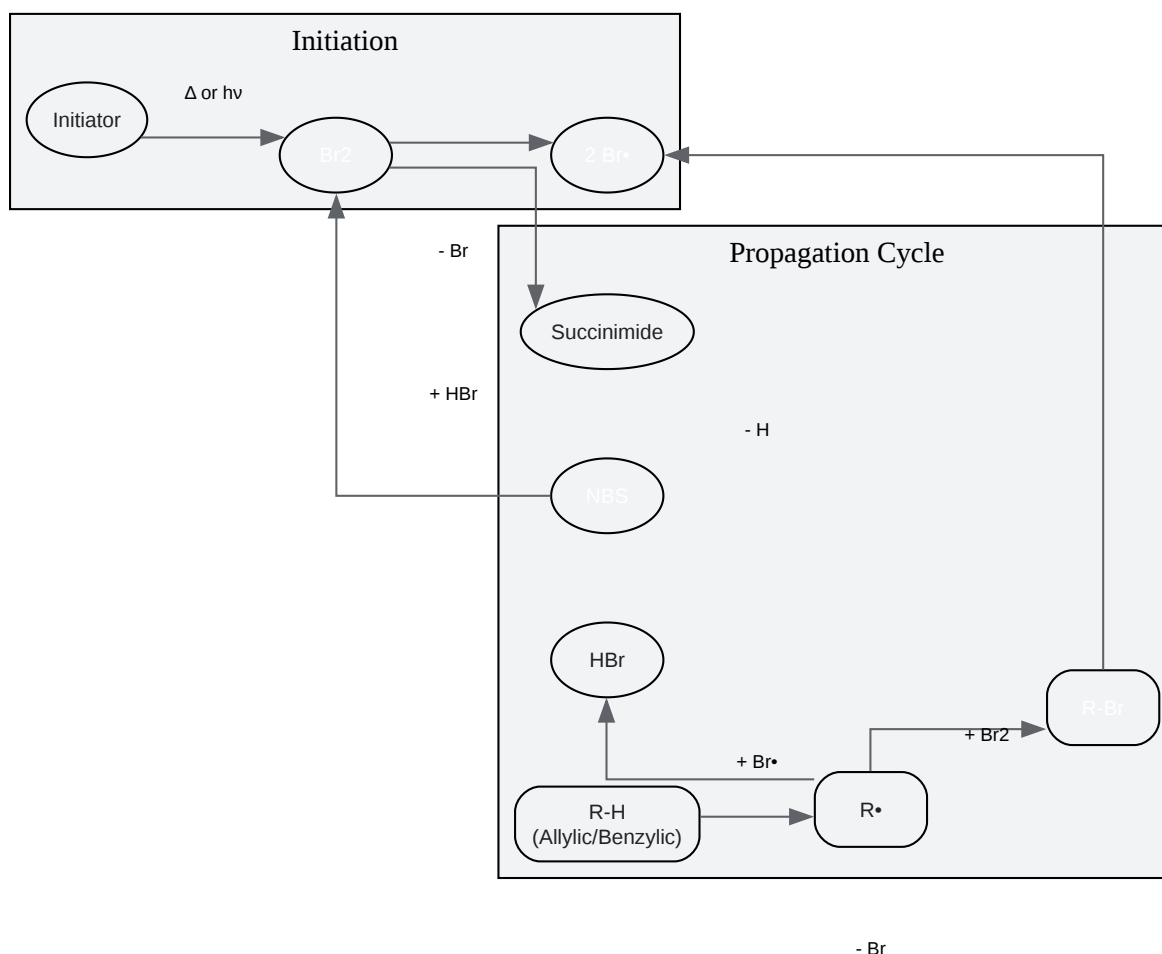 Initiation
Δ or hν
Initiator
Br2
2 Br•
- Br
Propagation Cycle
Succinimide
+ HBr
- H
NBS
HBr
R-Br
+ Br2
+ Br•
R-H
(Allylic/Benzylic)
R•
- Br